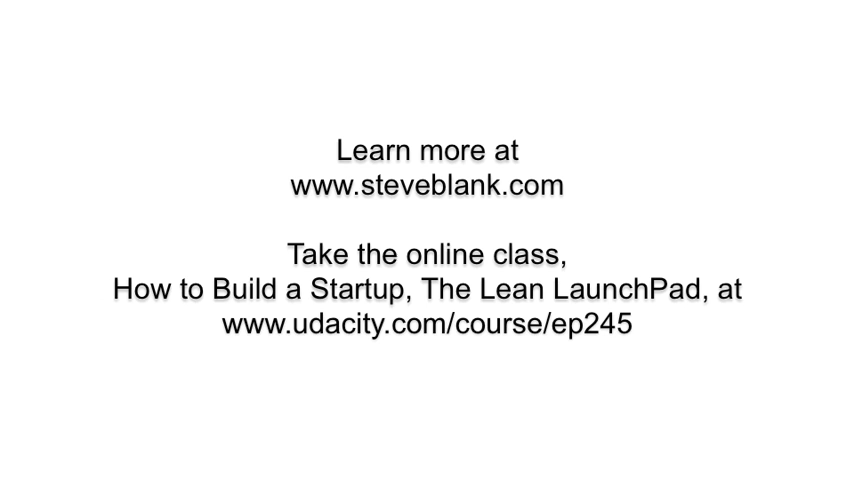 Learn more at
www.steveblank.com
Take the online class,
How to Build a Startup, The Lean LaunchPad, at
www.udacity.com/course/ep245